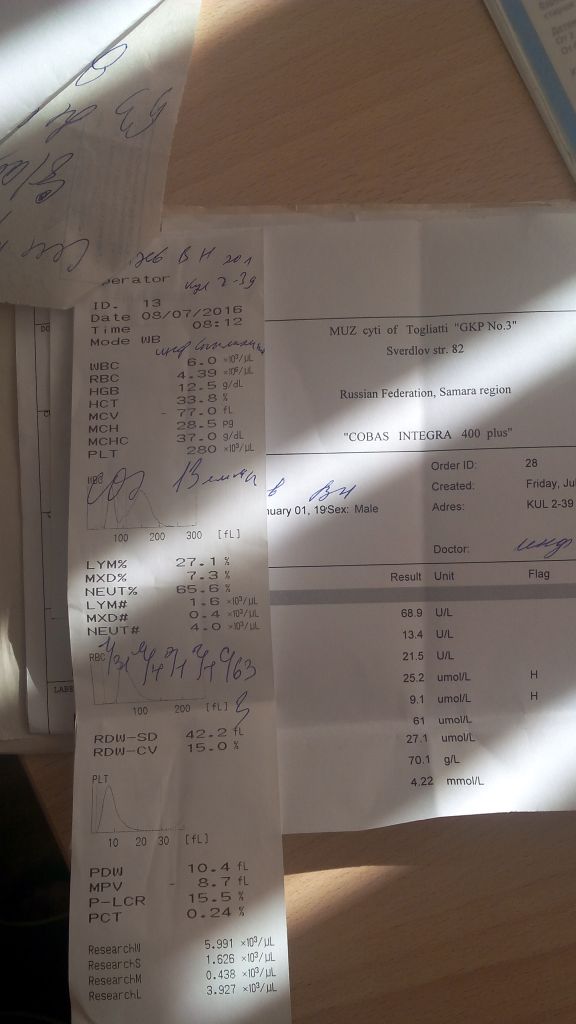 erator
ID. 13
Date 08/07/2016
Time 08:12
Mode WB
WBC 6.0 ×10³/µL
RBC 4.39 ×10⁶/µL
HGB 12.5 g/dL
HCT 33.8 %
MCV - 77.0 fL
MCH 28.5 pg
MCHC 37.0 g/dL
PLT 280 ×10³/µL
100 200 300 [fL]
LYM% 27.1 %
MXD% 7.3 %
NEUT% 65.6 %
LYM# 1.6 ×10³/µL
MXD# 0.4 ×10³/µL
NEUT# 4.0 ×10³/µL
RBC
100 200 [fL]
RDW-SD 42.2 fL
RDW-CV 15.0 %
PLT
10 20 30 [fL]
PDW 10.4 fL
MPV - 8.7 fL
P-LCR 15.5 %
PCT 0.24 %
ResearchW 5.991 ×10³/µL
ResearchS 1.626 ×10³/µL
ResearchM 0.438 ×10³/µL
ResearchL 3.927 ×10³/µL
MUZ cyti of Togliatti "GKP No.3"
Sverdlov str. 82
Russian Federation, Samara region
"COBAS INTEGRA 400 plus"
Order ID: 28
Created: Friday, Jul
nuary 01, 19Sex: Male
Adres: KUL 2-39
Doctor:
Result Unit Flag
68.9 U/L
13.4 U/L
21.5 U/L
25.2 umol/L H
9.1 umol/L H
61 umol/L
27.1 umol/L
70.1 g/L
4.22 mmol/L